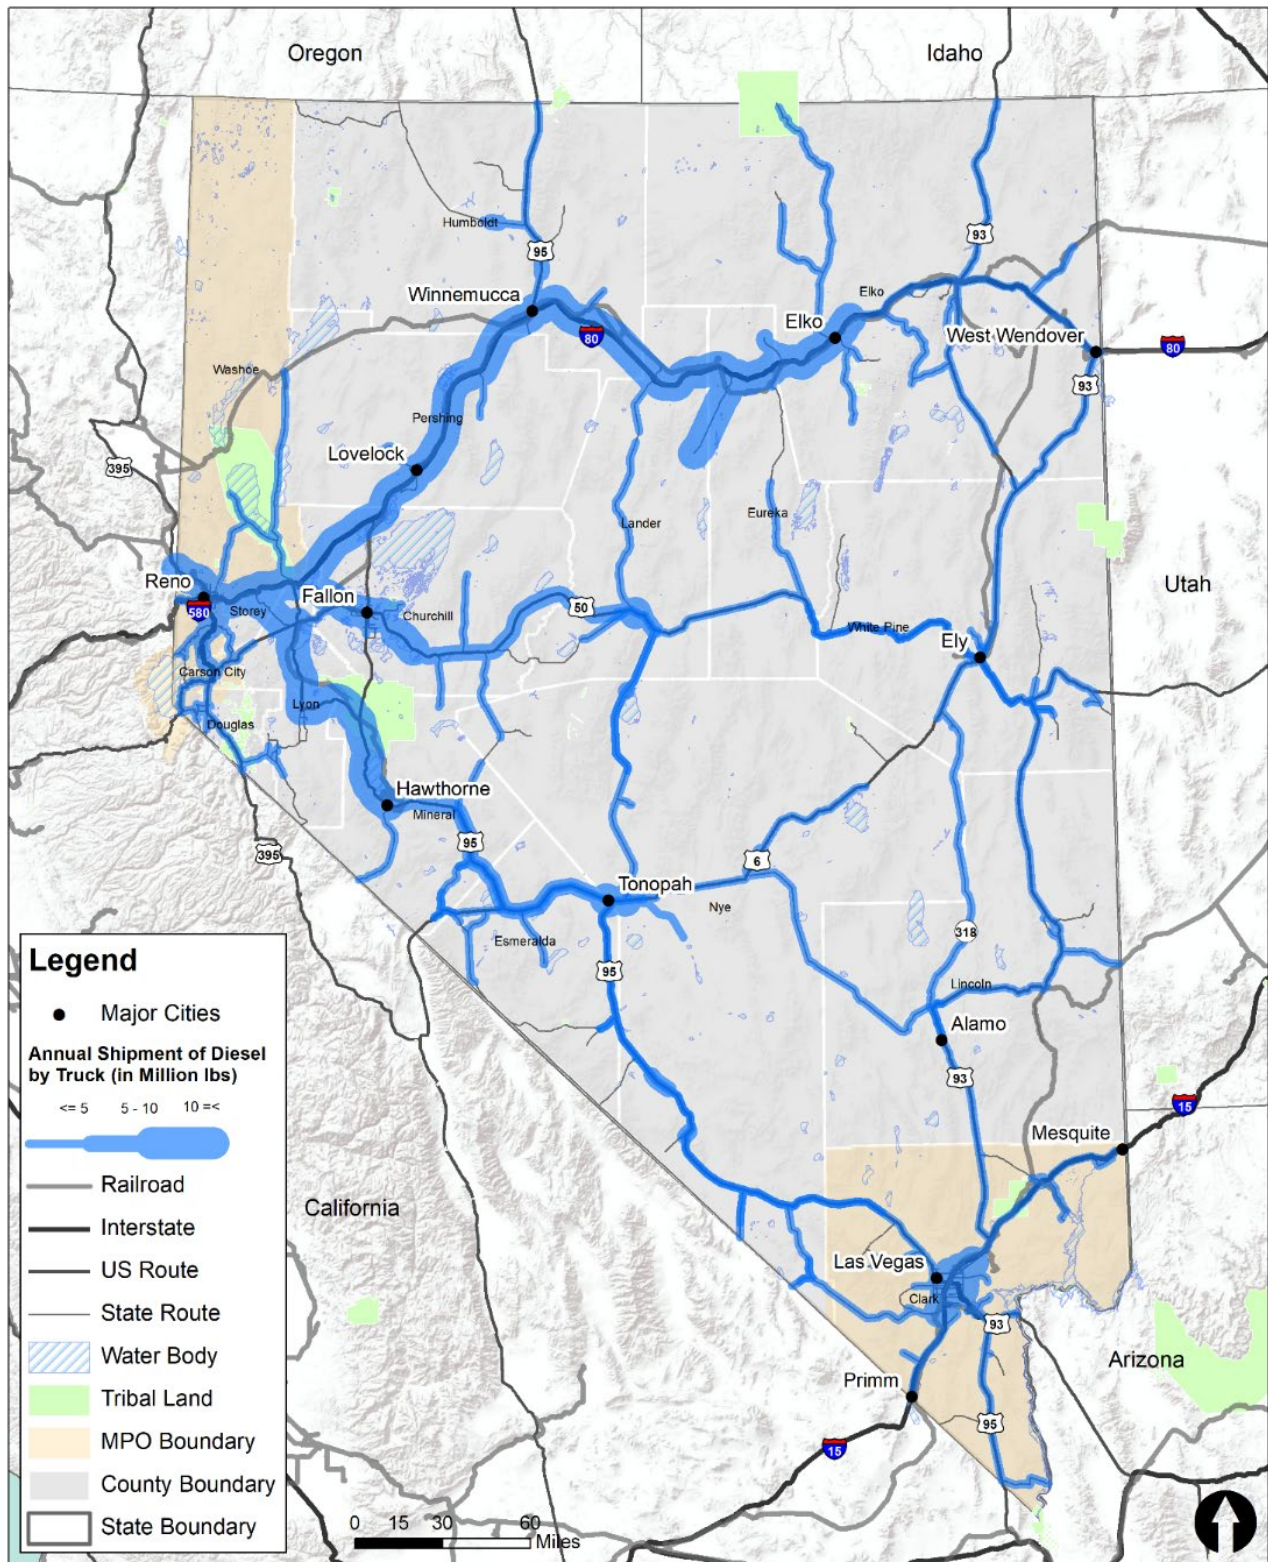 Oregon
Idaho
Humboldt
95
93
Winnemucca
80
Elko
Elko
West Wendover
80
93
Washoe
Pershing
Lovelock
395
Lander
Eureka
Reno
580
Storey
Fallon
Churchill
50
Utah
White Pine
Ely
Carson City
Lyon
Douglas
Hawthorne
Mineral
95
395
6
Tonopah
Nye
318
Esmeralda
95
Lincoln
Alamo
93
15
Mesquite
California
Las Vegas
Clark
93
Arizona
Primm
95
15
Legend
Major Cities
Annual Shipment of Diesel
by Truck (in Million lbs)
<= 5 5 - 10 10 =<
Railroad
Interstate
US Route
State Route
Water Body
Tribal Land
MPO Boundary
County Boundary
State Boundary
0 15 30 60
Miles